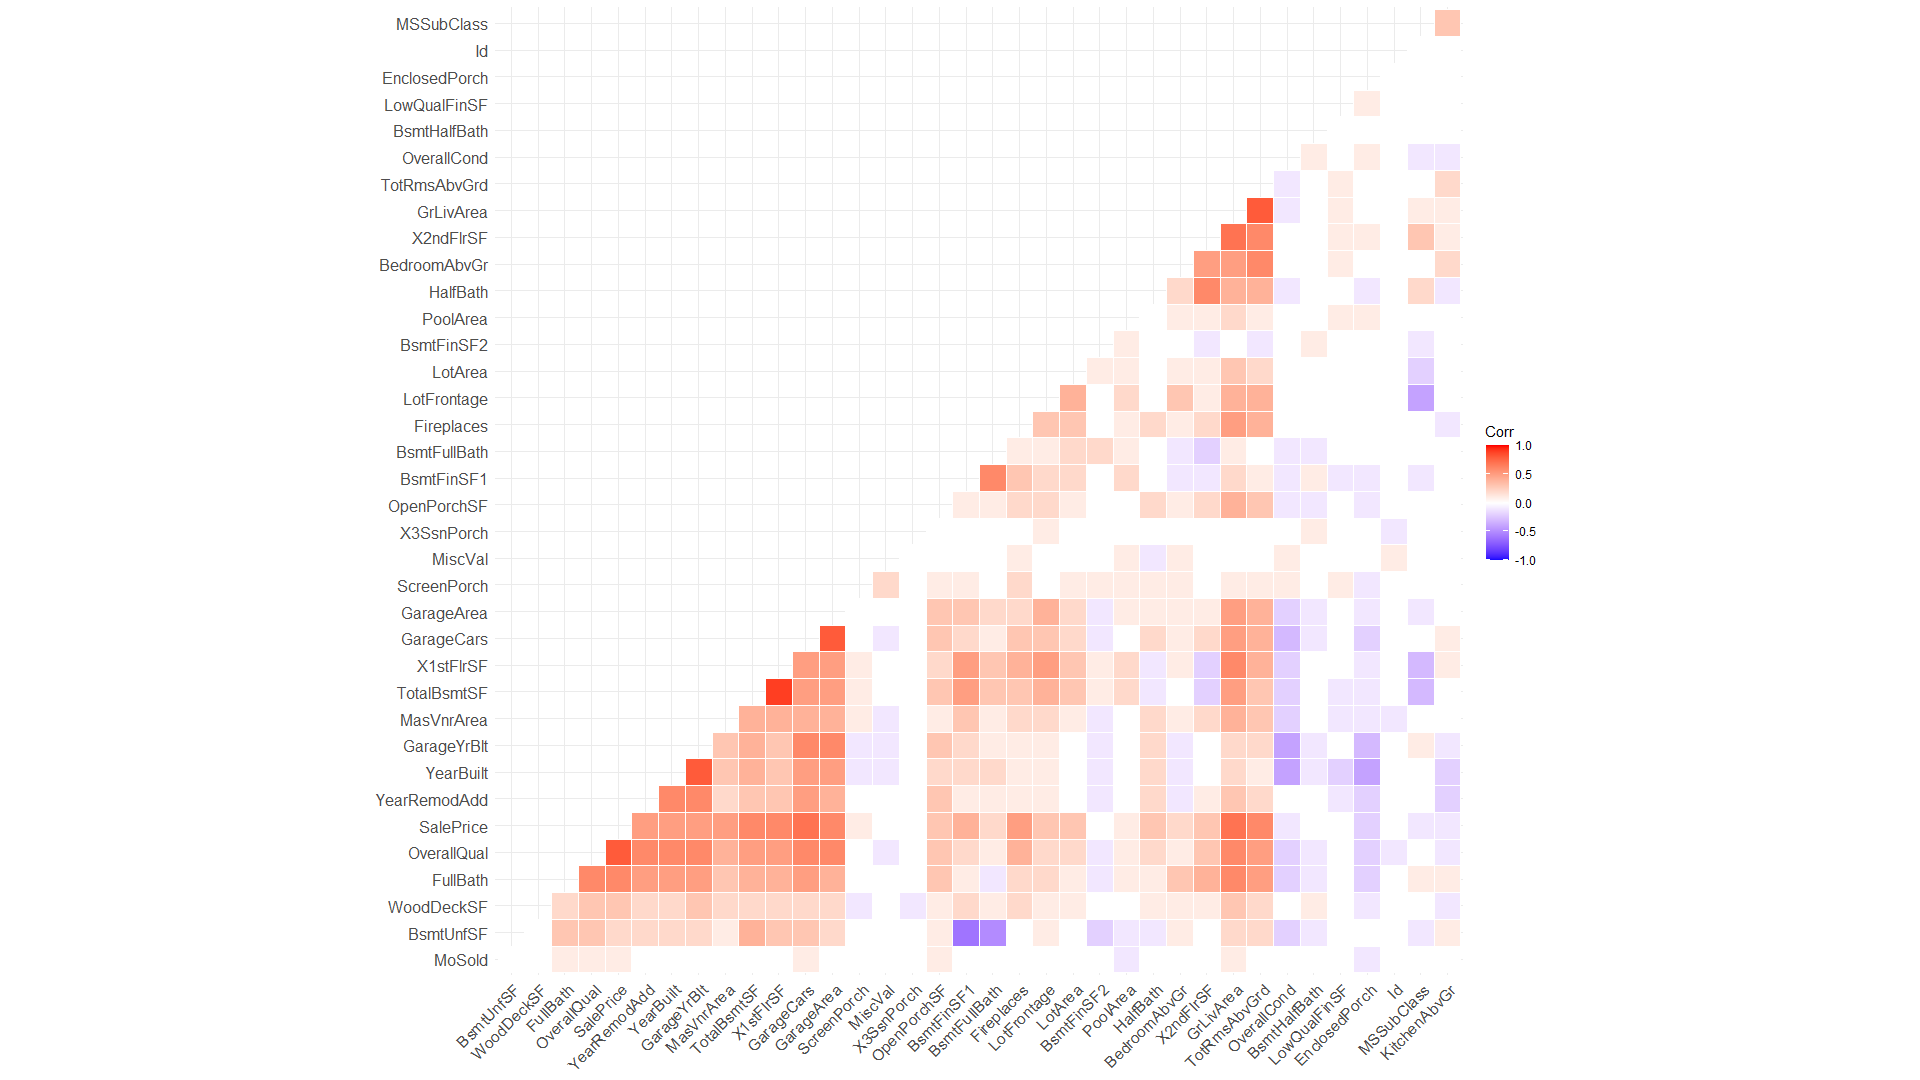 MSSubClass
Id
EnclosedPorch
LowQualFinSF
BsmtHalfBath
OverallCond
TotRmsAbvGrd
GrLivArea
X2ndFlrSF
BedroomAbvGr
HalfBath
PoolArea
BsmtFinSF2
LotArea
LotFrontage
Fireplaces
BsmtFullBath
BsmtFinSF1
OpenPorchSF
X3SsnPorch
MiscVal
ScreenPorch
GarageArea
GarageCars
X1stFlrSF
TotalBsmtSF
MasVnrArea
GarageYrBlt
YearBuilt
YearRemodAdd
SalePrice
OverallQual
FullBath
WoodDeckSF
BsmtUnfSF
MoSold
BsmtUnfSF
WoodDeckSF
FullBath
OverallQual
SalePrice
YearRemodAdd
YearBuilt
GarageYrBlt
MasVnrArea
TotalBsmtSF
X1stFlrSF
GarageCars
GarageArea
ScreenPorch
MiscVal
X3SsnPorch
OpenPorchSF
BsmtFinSF1
BsmtFullBath
Fireplaces
LotFrontage
LotArea
BsmtFinSF2
PoolArea
HalfBath
BedroomAbvGr
X2ndFlrSF
GrLivArea
TotRmsAbvGrd
OverallCond
BsmtHalfBath
LowQualFinSF
EnclosedPorch
Id
MSSubClass
KitchenAbvGr
Corr
1.0
0.5
0.0
-0.5
-1.0